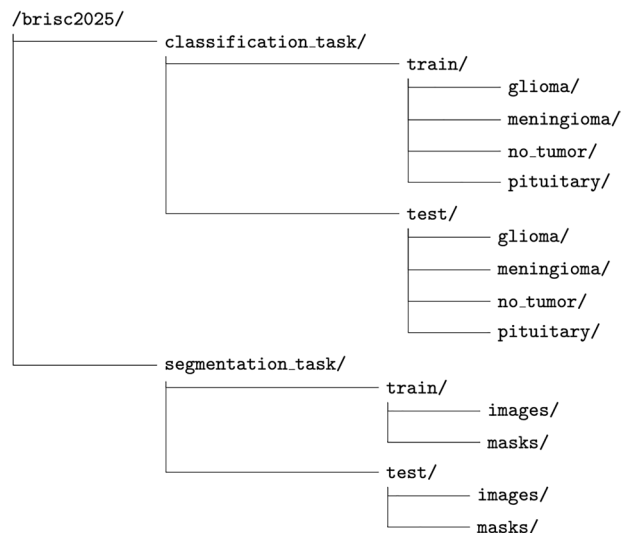 /brisc2025/
classification_task/
train/
glioma/
meningioma/
no_tumor/
pituitary/
test/
glioma/
meningioma/
no_tumor/
pituitary/
segmentation_task/
train/
images/
masks/
test/
images/
masks/